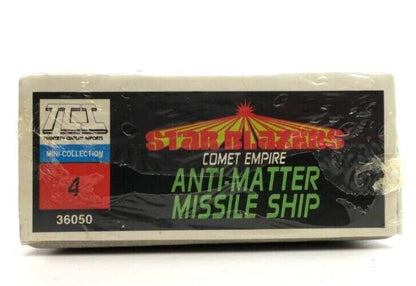 TCI
TWENTIETH CENTURY IMPORTS
MINI-COLLECTION
4
36050
STAR BLAZERS
COMET EMPIRE
ANTI-MATTER
MISSILE SHIP